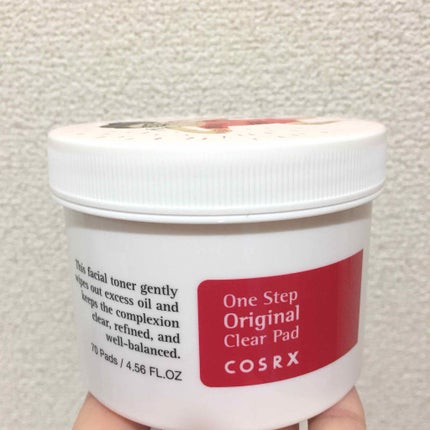 This facial toner gently
wipes out excess oil and
keeps the complexion
clear, refined, and
well-balanced.
70 Pads / 4.56 FL.OZ
One Step
Original
Clear Pad
COSRX